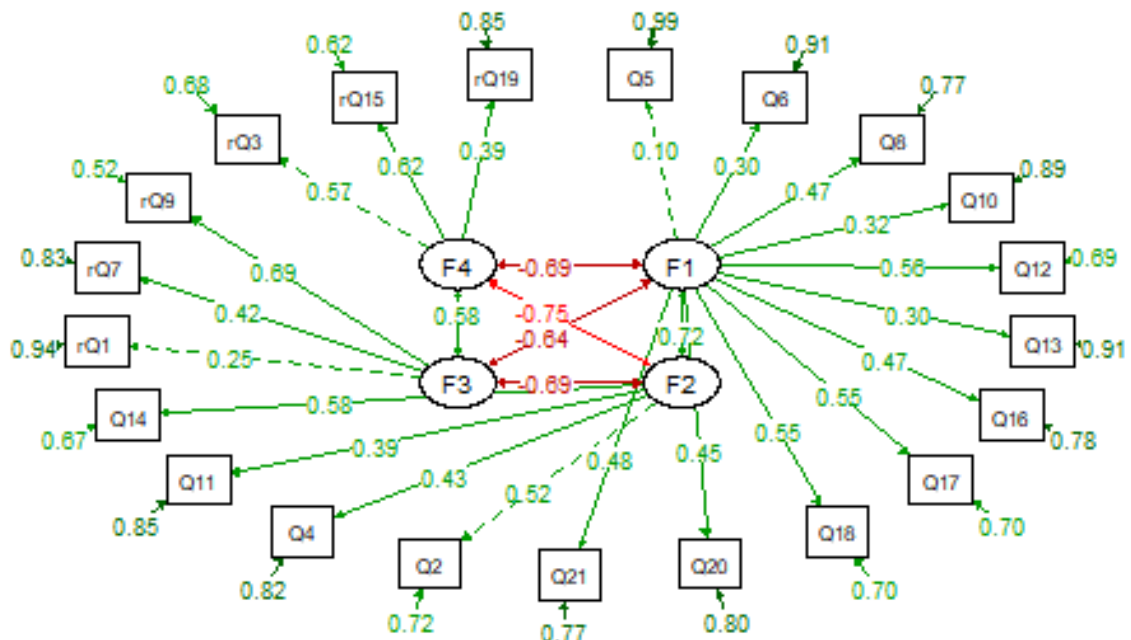 0.85 0.99
0.62 0.91
rQ19 Q5
0.68 rQ15 Q6 0.77
rQ3 Q8
0.52 0.62 0.39 0.10 0.30 0.89
rQ9 0.57 0.47 Q10
0.32
0.83 rQ7 F4 -0.69 F1 0.56 Q12 0.69
0.69
0.42 0.58 -0.75 0.30
0.94 rQ1 0.25 -0.64 0.72 0.47 Q13 0.91
F3 -0.69 F2
Q14 0.58 0.55 Q16
0.67 0.39 0.48 0.45 0.55 0.78
Q11 0.43 0.52 Q17
0.85 Q4 Q18 0.70
Q2 Q21 Q20
0.82 0.70
0.72 0.77 0.80